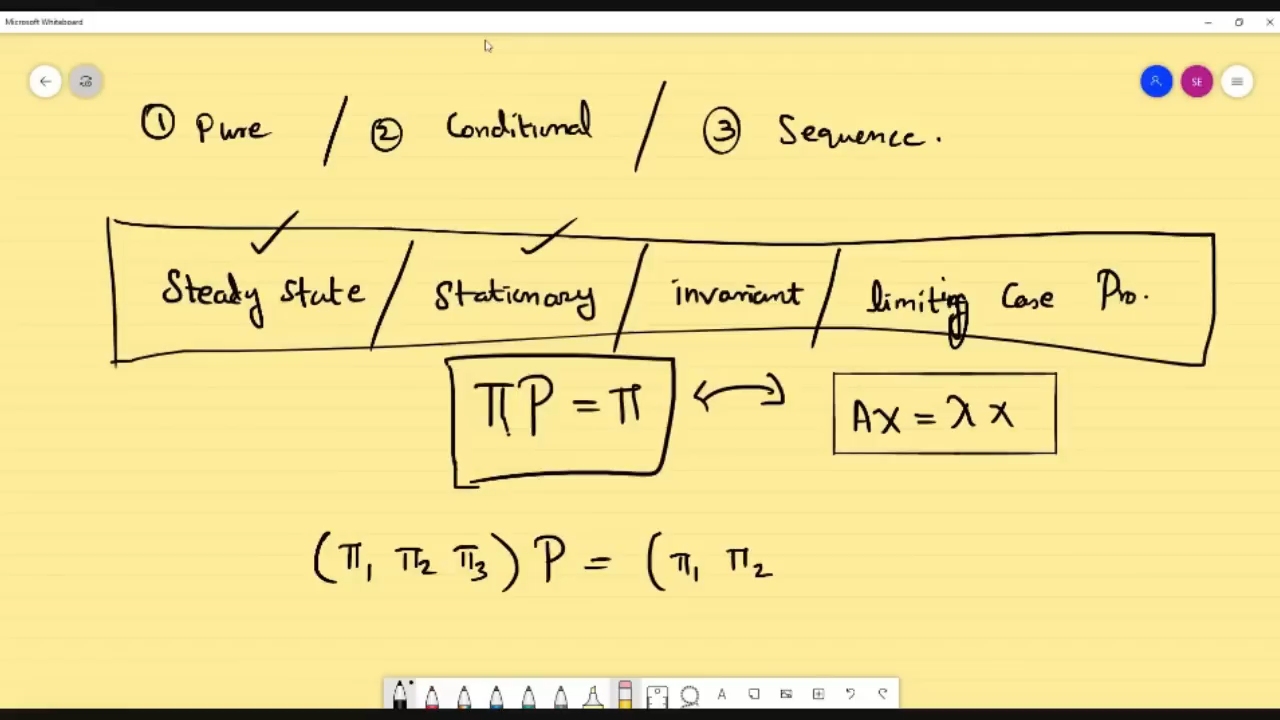 Microsoft Whiteboard
SE
① Pure / ② Conditional / ③ Sequence.
Steady state / Stationary / invariant / limiting Case Pro.
πP = π ↔ AX = λx
(π₁ π₂ π₃) P = (π₁ π₂
A